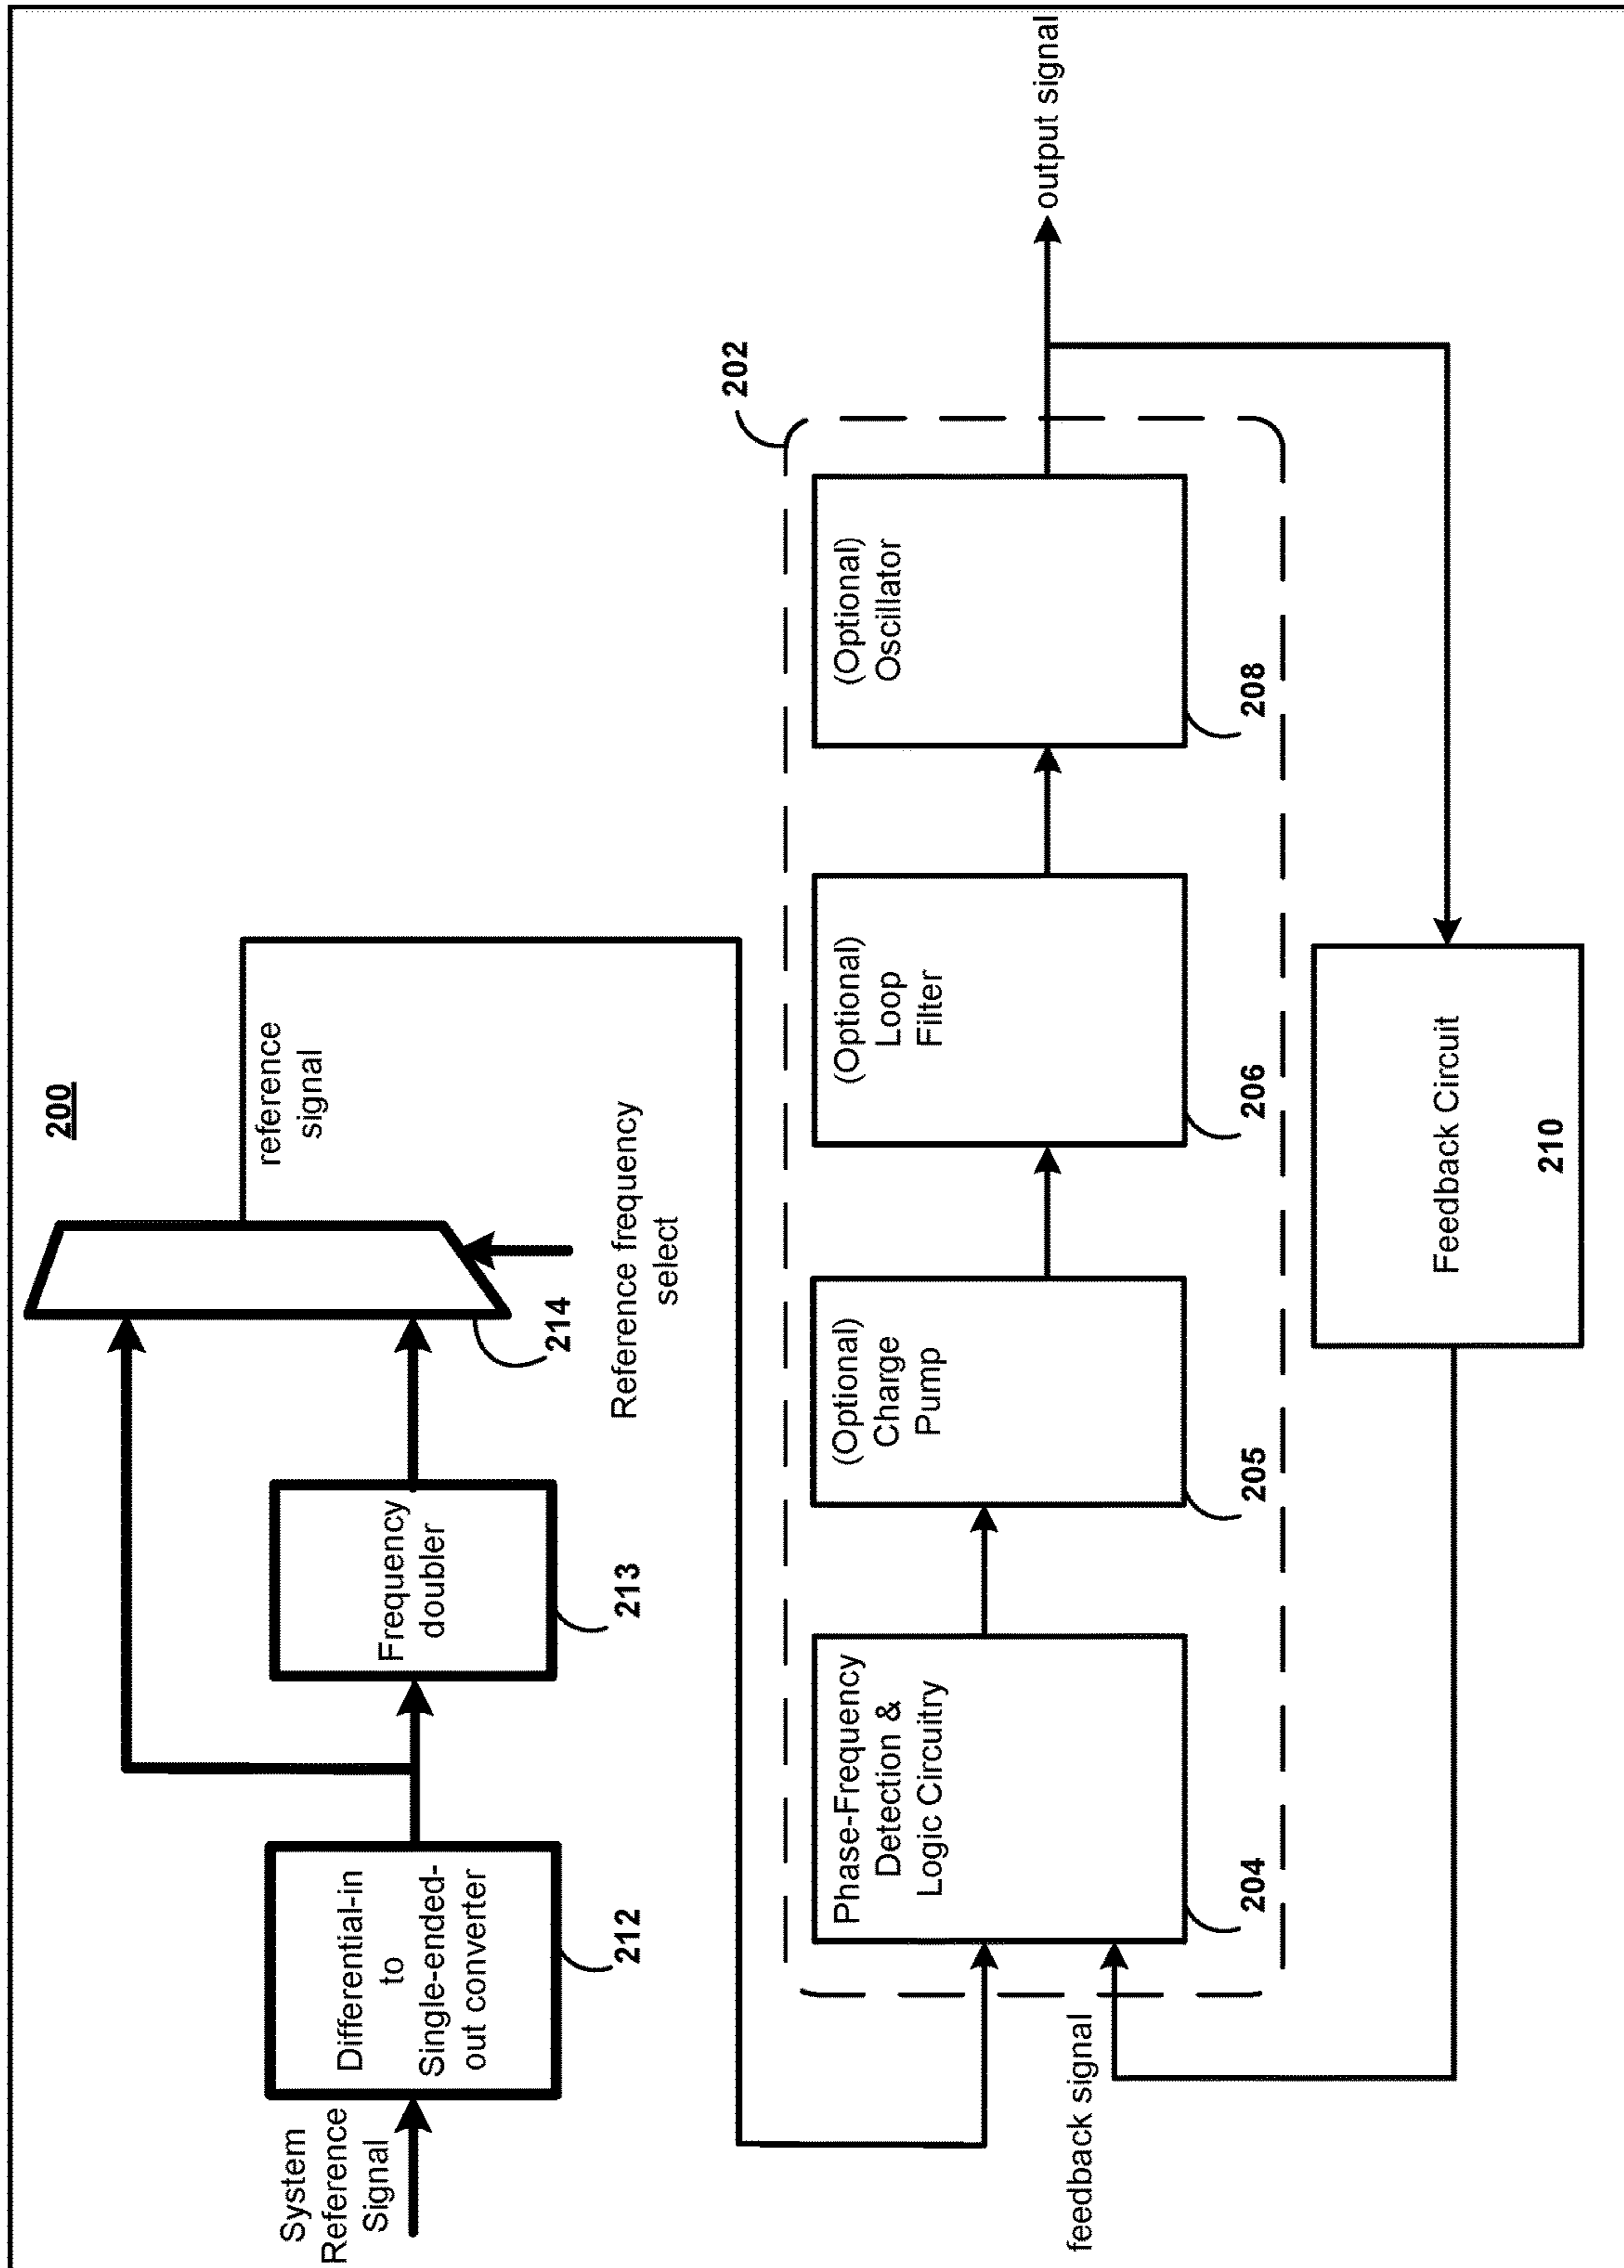 200
System
Reference
Signal
Differential-in
to
Single-ended-
out converter
212
Frequency
doubler
213
214
Reference frequency
select
reference
signal
202
Phase-Frequency
Detection &
Logic Circuitry
204
(Optional)
Charge
Pump
205
(Optional)
Loop
Filter
206
(Optional)
Oscillator
208
output signal
feedback signal
Feedback Circuit
210